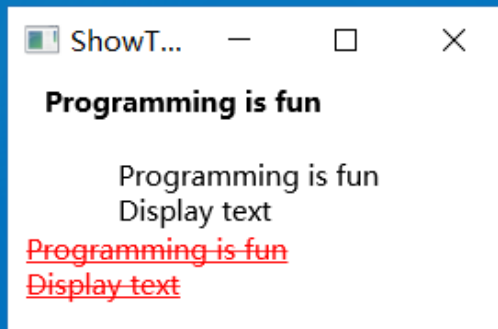 ShowT...
Programming is fun
Programming is fun
Display text
Programming is fun
Display text